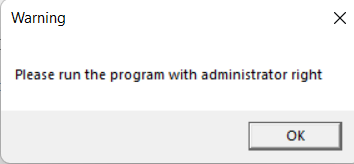 Warning
Please run the program with administrator right
OK